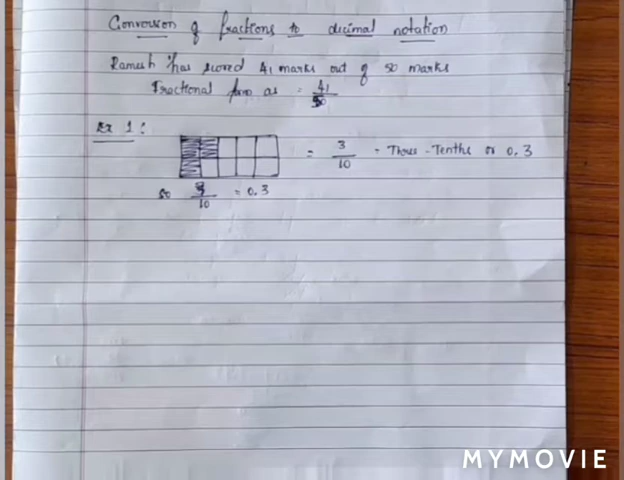 Conversion of fractions to decimal notation
Ramesh has scored 41 marks out of 50 marks
Fractional form as = 41/50
Ex 1 :
= 3/10 = Three-Tenths or 0.3
so 3/10 = 0.3
MYMOVIE